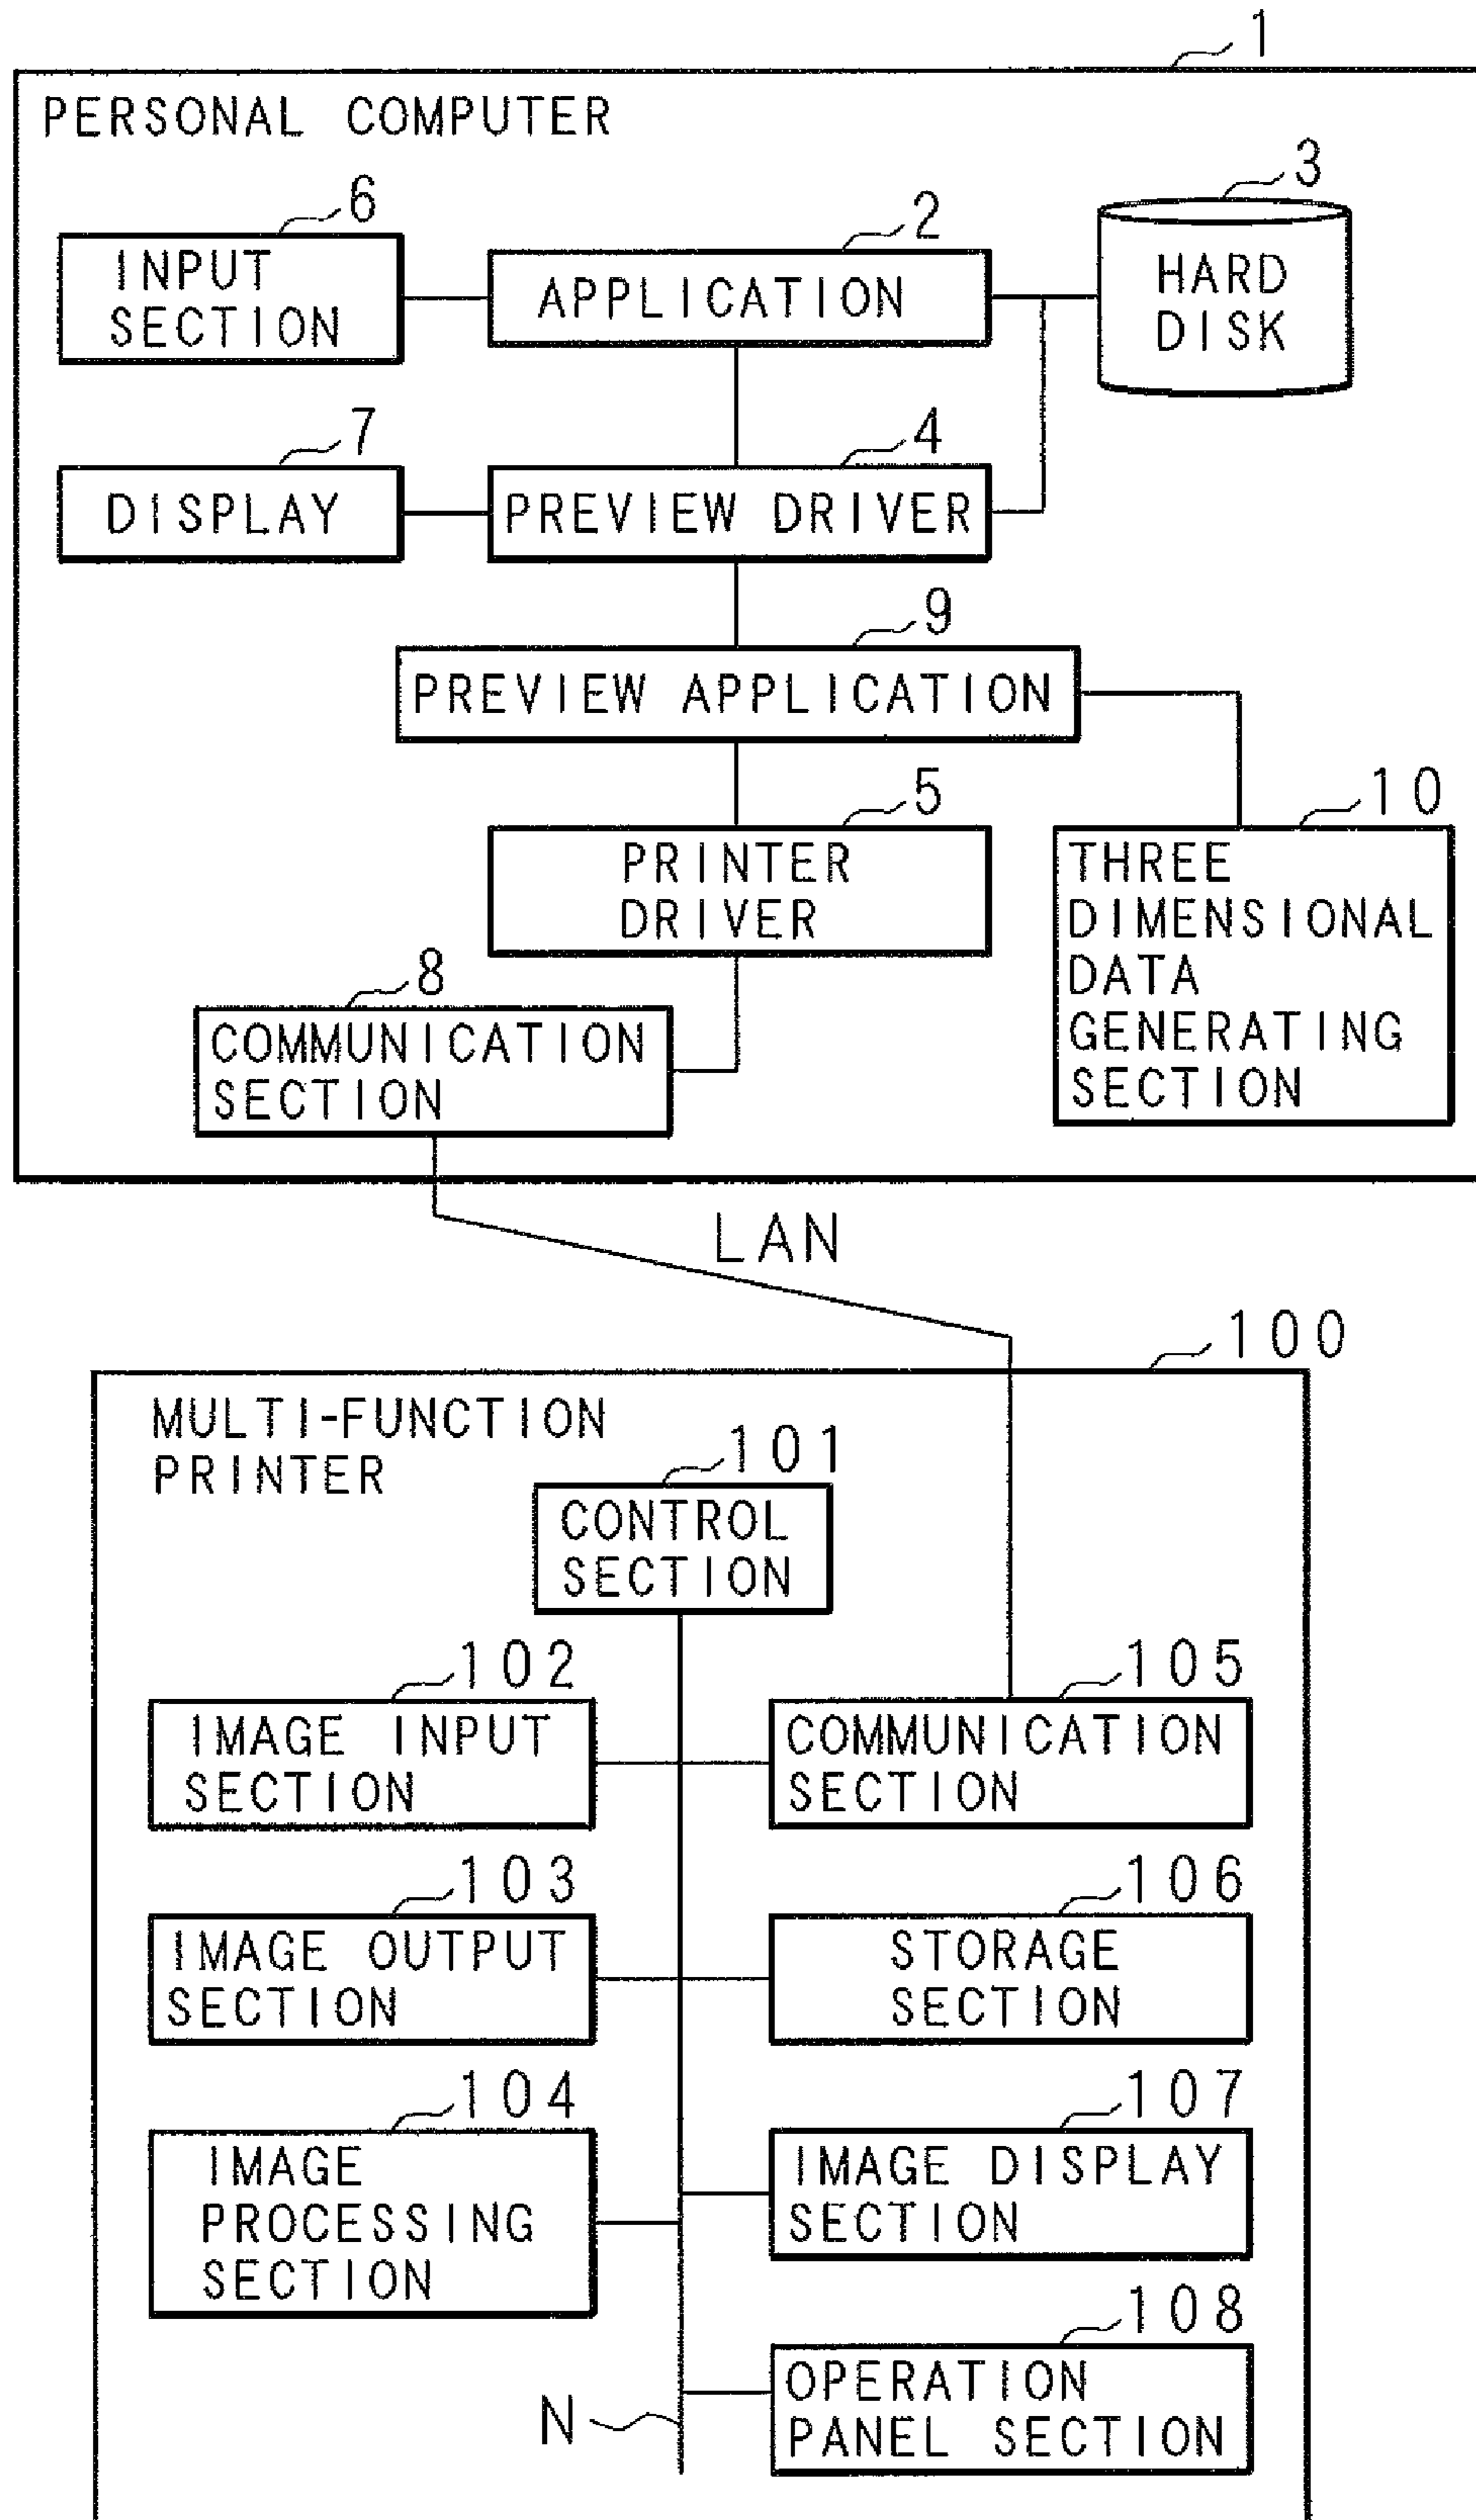 1
PERSONAL COMPUTER
6
2
3
INPUT
SECTION
APPLICATION
HARD
DISK
7
4
DISPLAY
PREVIEW DRIVER
9
PREVIEW APPLICATION
5
10
PRINTER
DRIVER
THREE
DIMENSIONAL
DATA
GENERATING
SECTION
8
COMMUNICATION
SECTION
LAN
100
MULTI-FUNCTION
PRINTER
101
CONTROL
SECTION
102
105
IMAGE INPUT
SECTION
COMMUNICATION
SECTION
103
106
IMAGE OUTPUT
SECTION
STORAGE
SECTION
104
107
IMAGE
PROCESSING
SECTION
IMAGE DISPLAY
SECTION
108
N
OPERATION
PANEL SECTION